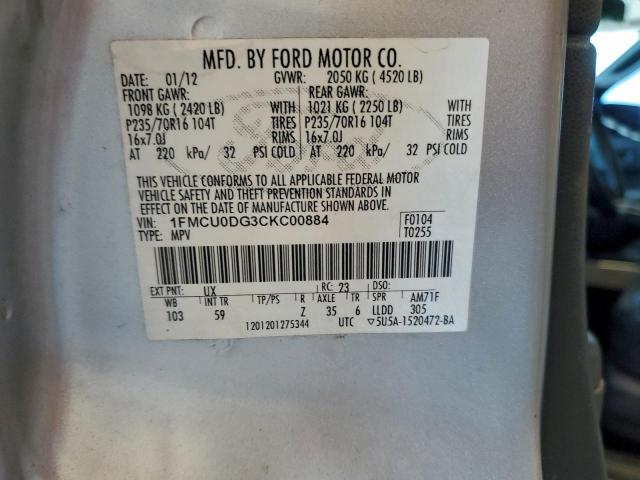 MFD. BY FORD MOTOR CO.
DATE: 01/12 GVWR: 2050 KG (4520 LB)
FRONT GAWR: REAR GAWR:
1098 KG (2420 LB) WITH 1021 KG (2250 LB) WITH
P235/70R16 104T TIRES P235/70R16 104T TIRES
16x7.0J RIMS 16x7.0J RIMS
AT 220 kPa/ 32 PSI COLD AT 220 kPa/ 32 PSI COLD
THIS VEHICLE CONFORMS TO ALL APPLICABLE FEDERAL MOTOR
VEHICLE SAFETY AND THEFT PREVENTION STANDARDS IN
EFFECT ON THE DATE OF MANUFACTURE SHOWN ABOVE.
VIN: 1FMCU0DG3CKC00884 F0104
TYPE: MPV T0255
EXT PNT: UX RC: 23 DSO:
WB INT TR TP/PS R AXLE TR SPR AM71F
103 59 Z 35 6 LLDD 305
1201201275344 UTC ▽5U5A-1520472-BA